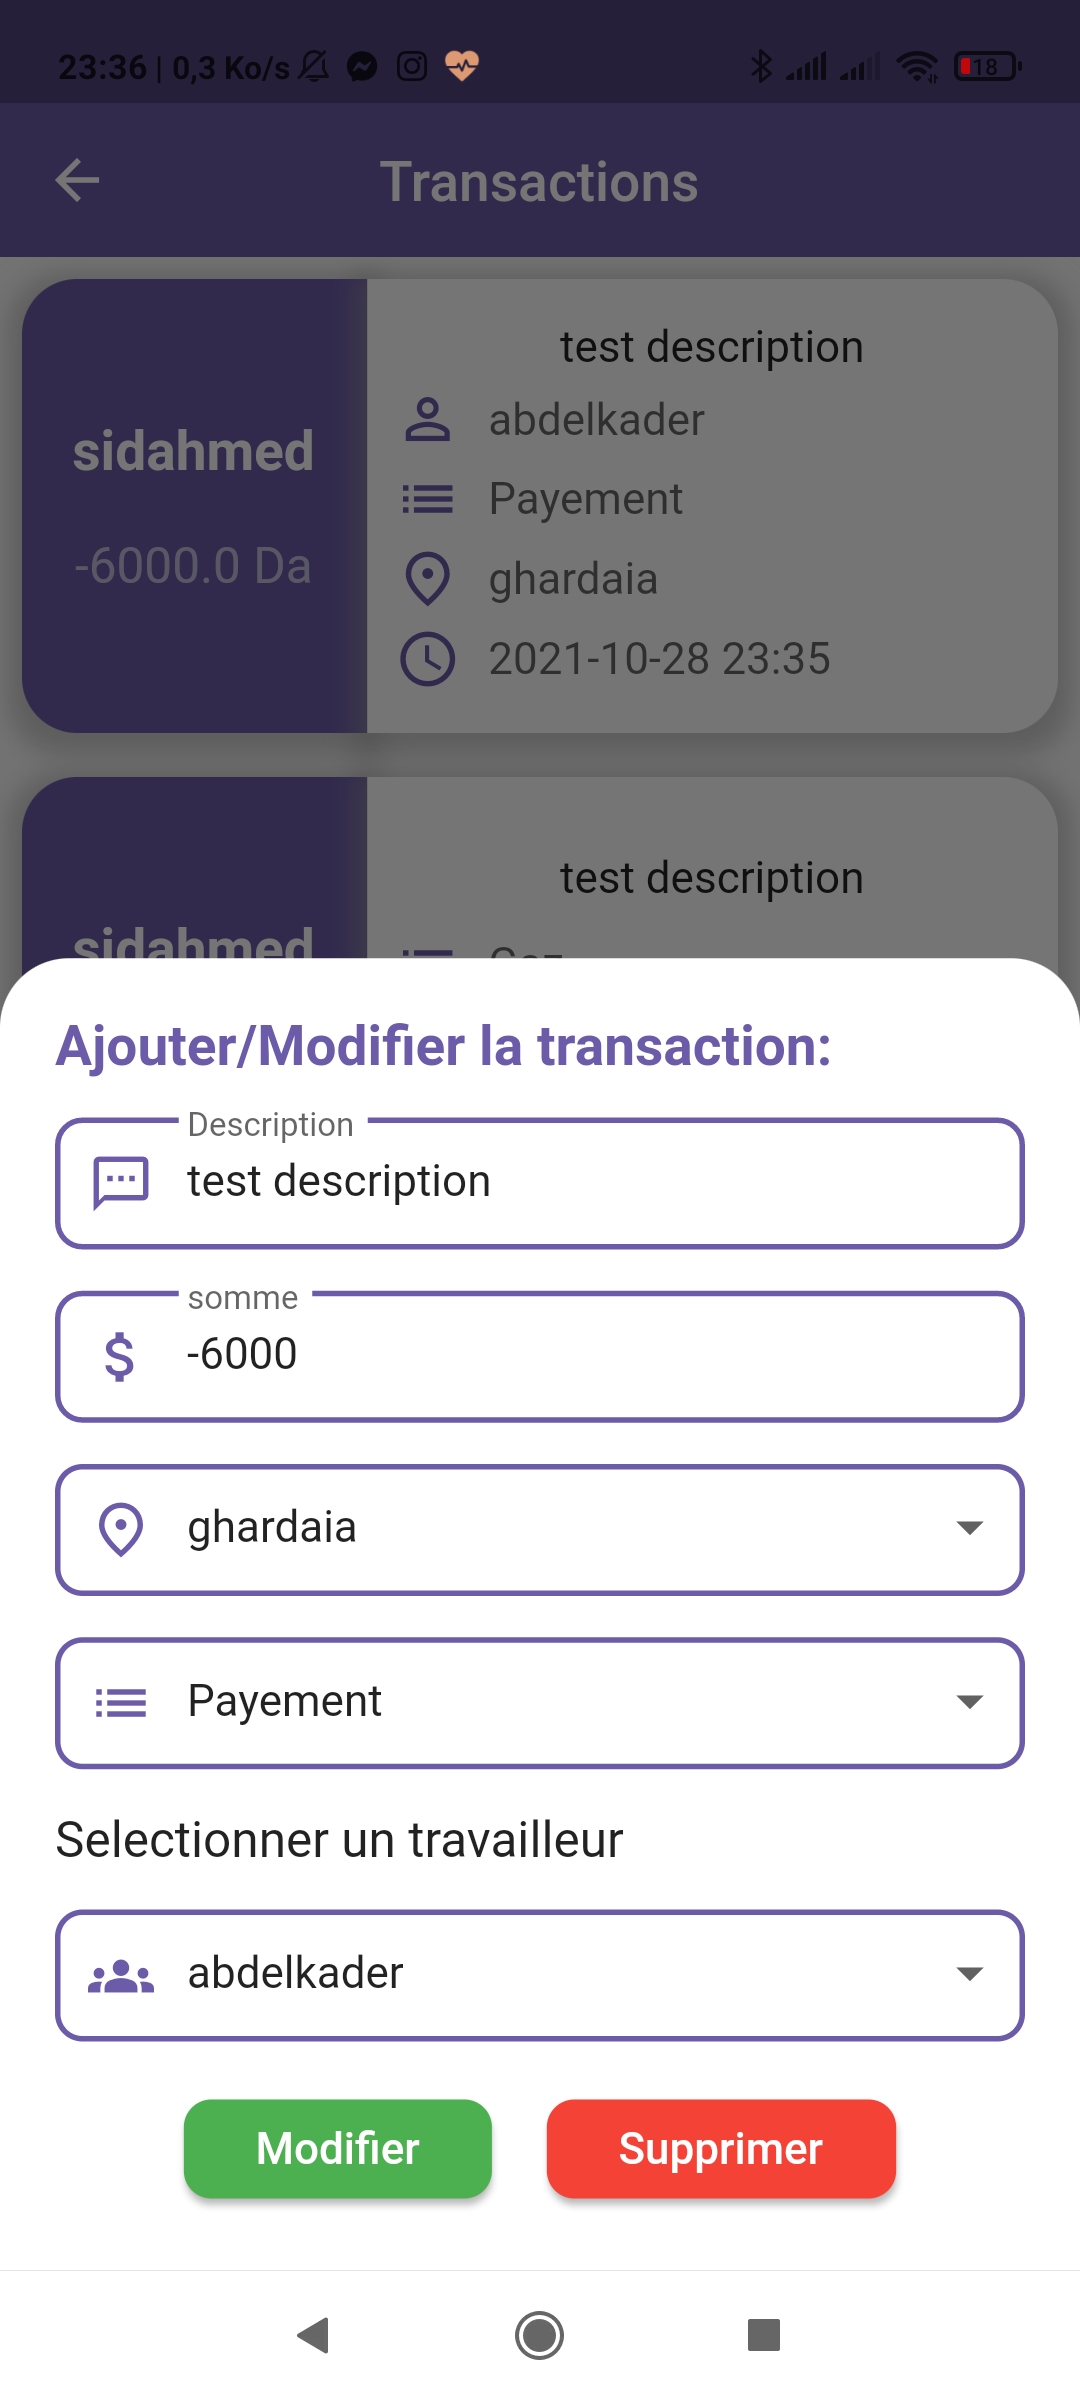 23:36 | 0,3 Ko/s
18
Transactions
test description
sidahmed
abdelkader
Payement
-6000.0 Da
ghardaia
2021-10-28 23:35
test description
sidahmed
Ajouter/Modifier la transaction:
Description
test description
somme
-6000
ghardaia
Payement
Selectionner un travailleur
abdelkader
Modifier
Supprimer